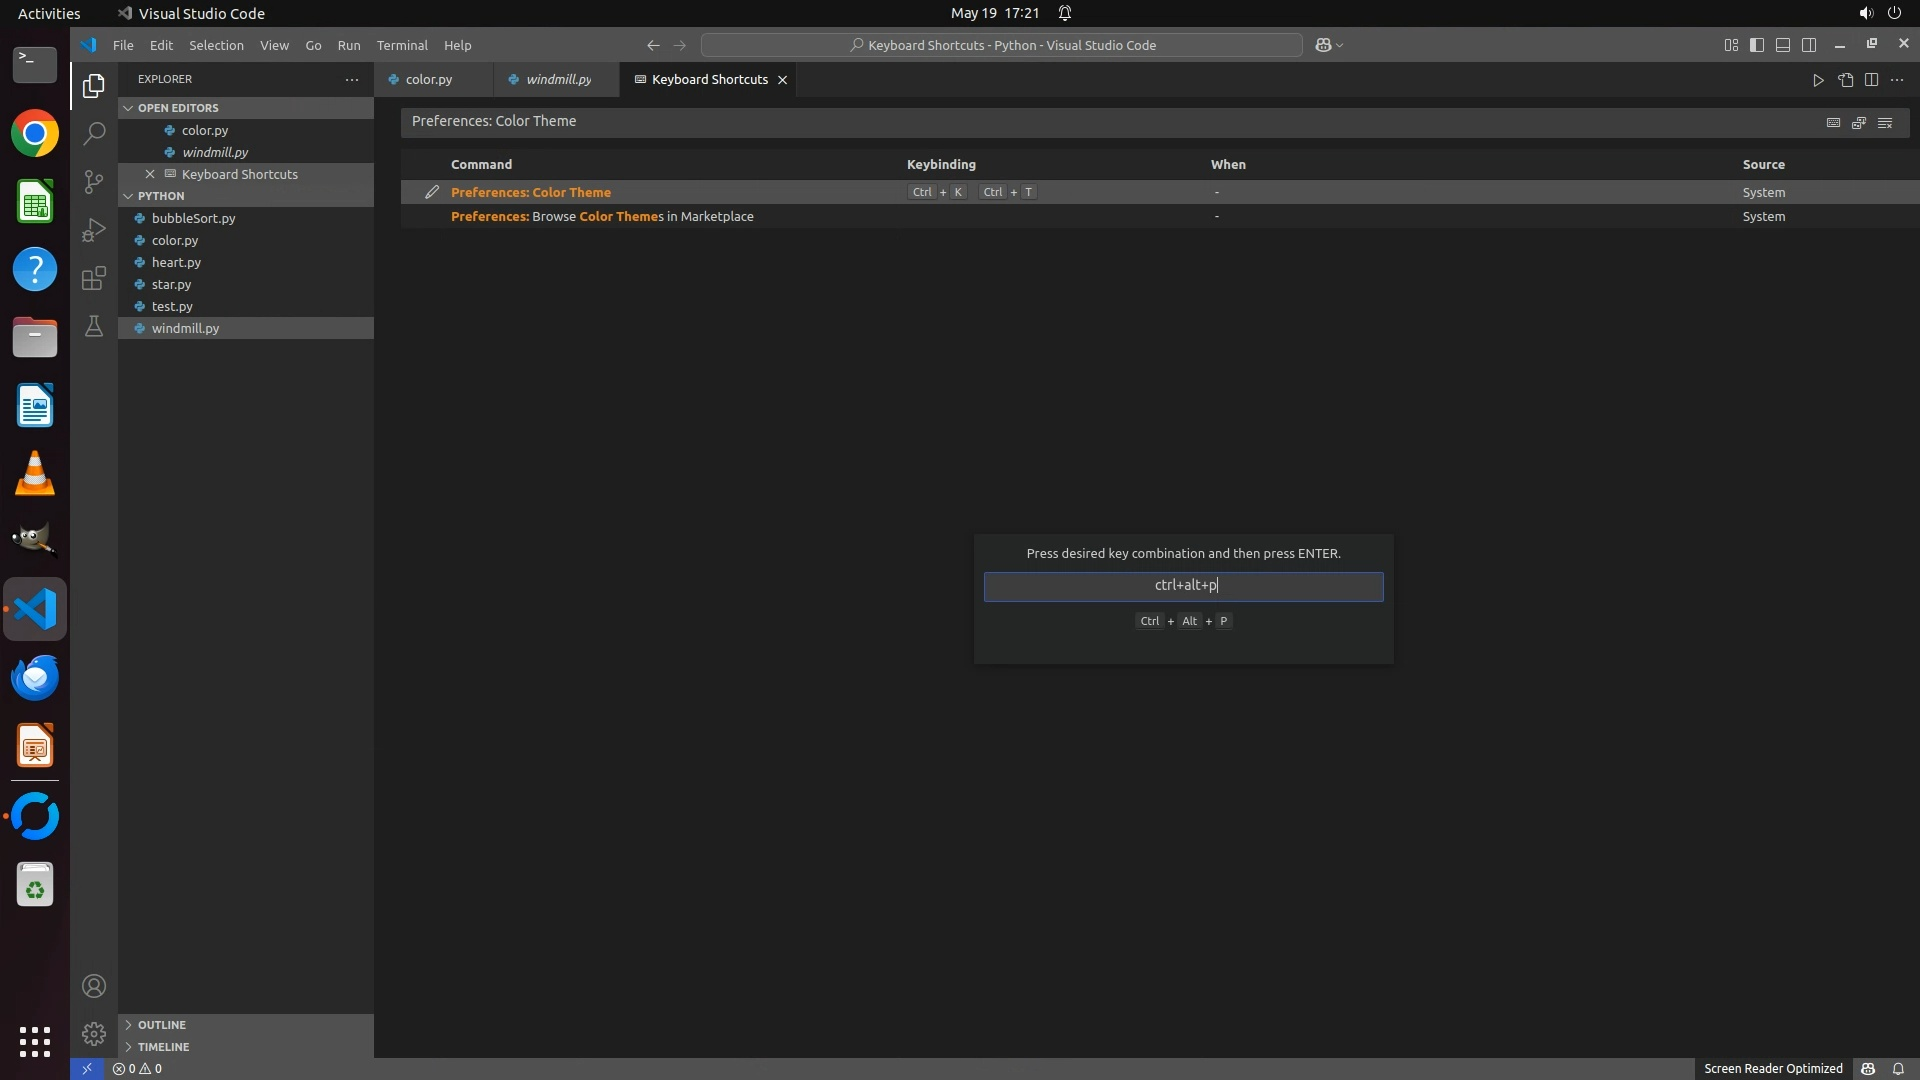 Activities
Visual Studio Code
May 19 17:21
File Edit Selection View Go Run Terminal Help
Keyboard Shortcuts - Python - Visual Studio Code
EXPLORER
color.py
windmill.py
Keyboard Shortcuts
OPEN EDITORS
color.py
windmill.py
Keyboard Shortcuts
PYTHON
bubbleSort.py
color.py
heart.py
star.py
test.py
windmill.py
Preferences: Color Theme
Command Keybinding When Source
Preferences: Color Theme Ctrl + K Ctrl + T - System
Preferences: Browse Color Themes in Marketplace - System
Press desired key combination and then press ENTER.
ctrl+alt+p
Ctrl + Alt + P
OUTLINE
TIMELINE
0 0
Screen Reader Optimized